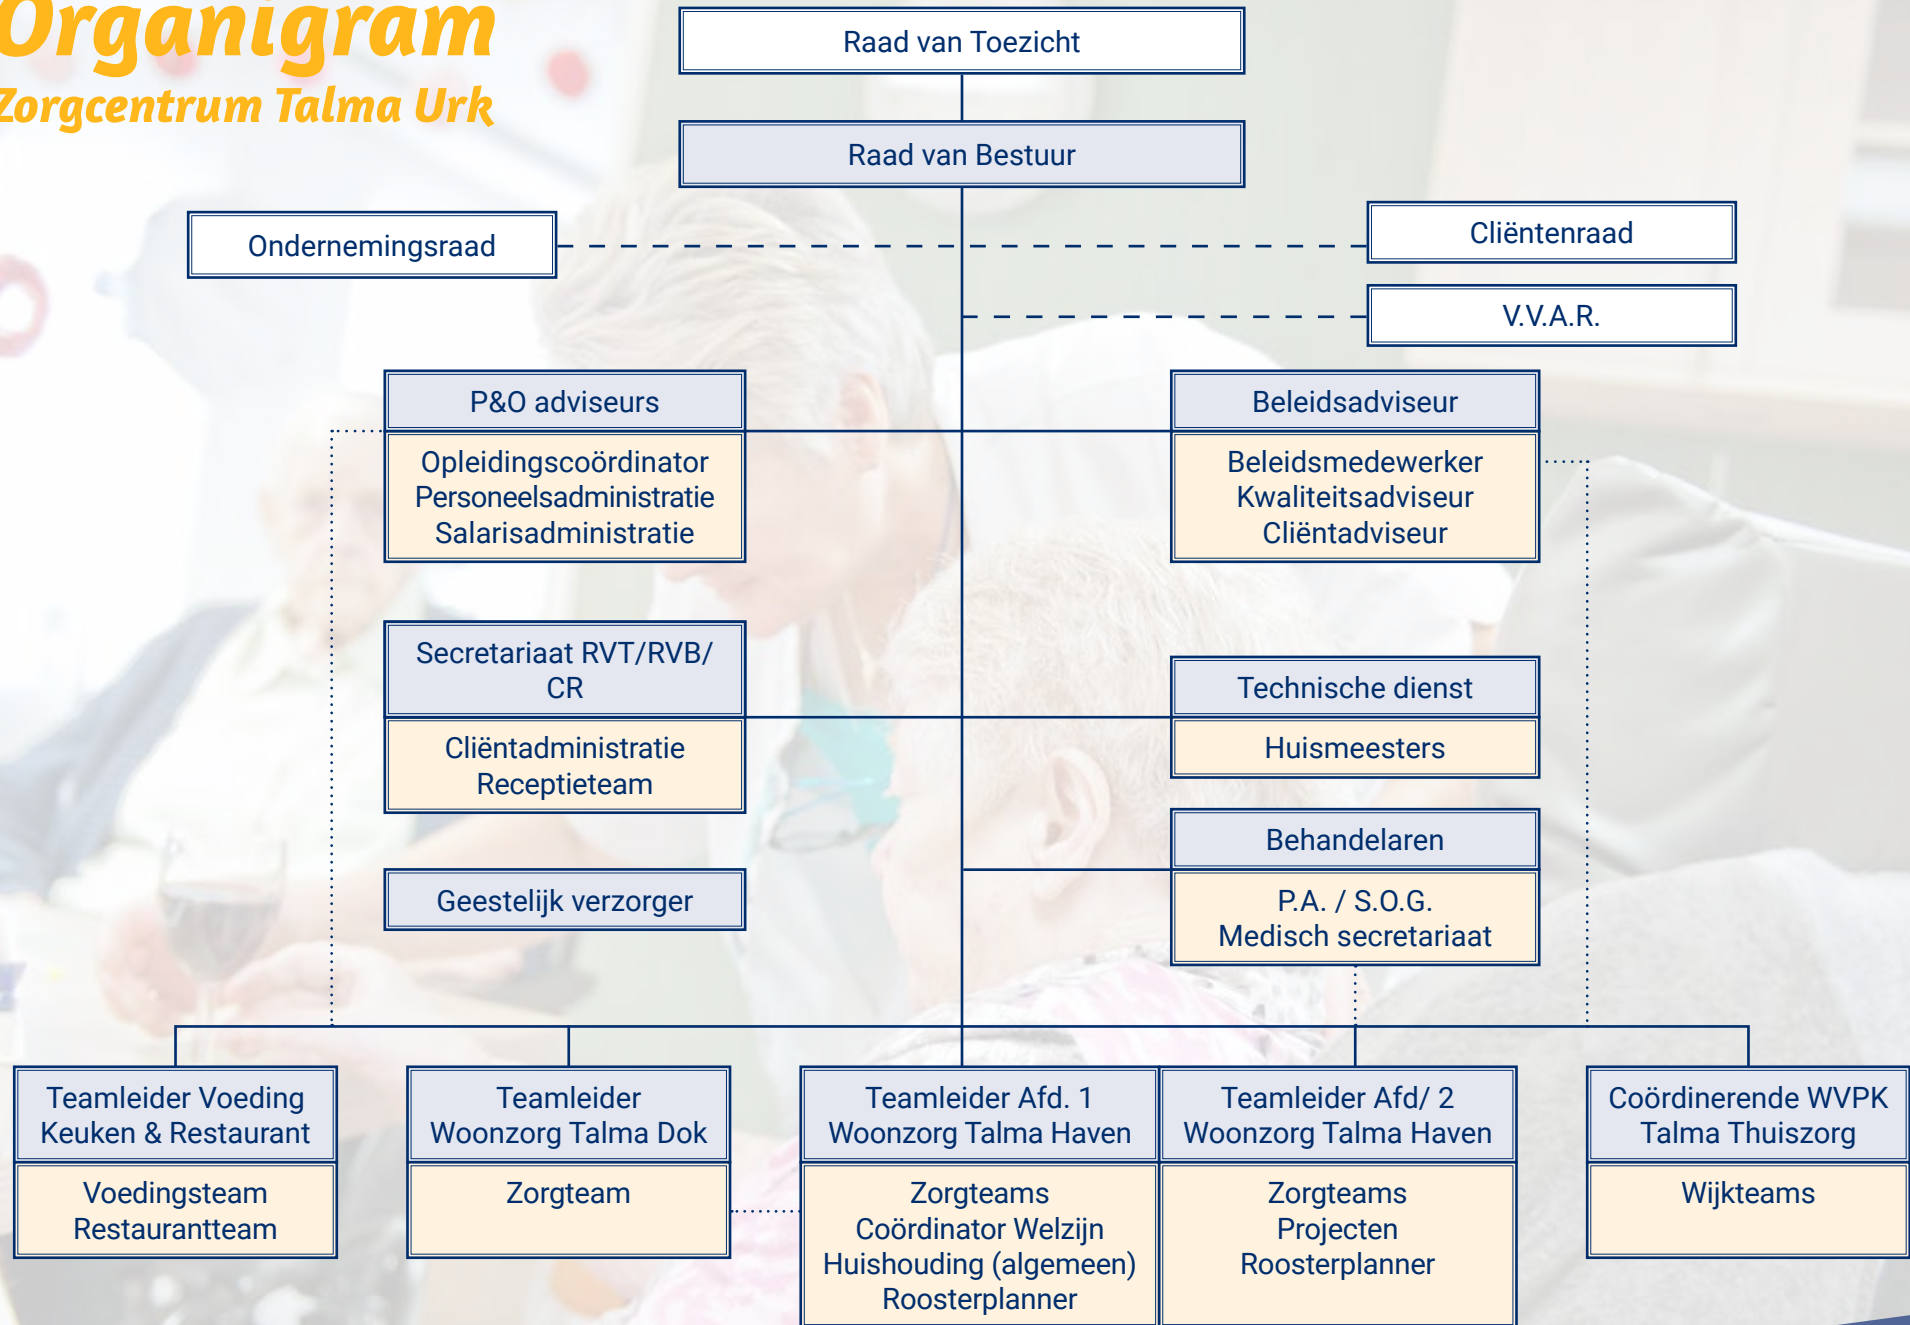 Organigram
Zorgcentrum Talma Urk
Raad van Toezicht
Raad van Bestuur
Ondernemingsraad
Cliëntenraad
V.V.A.R.
P&O adviseurs
Opleidingscoördinator
Personeelsadministratie
Salarisadministratie
Beleidsadviseur
Beleidsmedewerker
Kwaliteitsadviseur
Cliëntadviseur
Secretariaat RVT/RVB/
CR
Cliëntadministratie
Receptieteam
Technische dienst
Huismeesters
Geestelijk verzorger
Behandelaren
P.A. / S.O.G.
Medisch secretariaat
Teamleider Voeding
Keuken & Restaurant
Voedingsteam
Restaurantteam
Teamleider
Woonzorg Talma Dok
Zorgteam
Teamleider Afd. 1
Woonzorg Talma Haven
Zorgteams
Coördinator Welzijn
Huishouding (algemeen)
Roosterplanner
Teamleider Afd/ 2
Woonzorg Talma Haven
Zorgteams
Projecten
Roosterplanner
Coördinerende WVPK
Talma Thuiszorg
Wijkteams